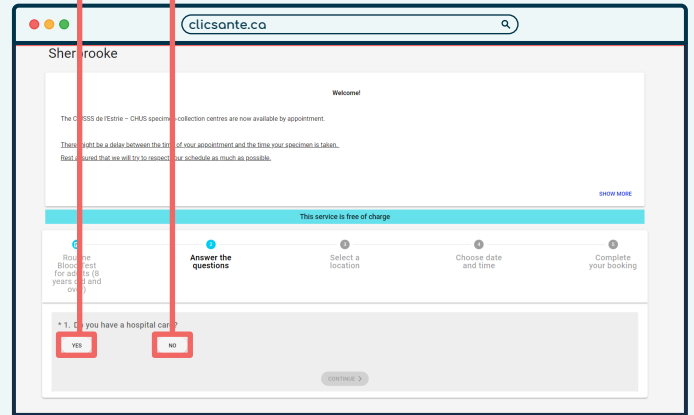 clicsante.ca
Sherbrooke
Welcome!
The CIUSSS de l'Estrie – CHUS specimen collection centres are now available by appointment.
There might be a delay between the time of your appointment and the time your specimen is taken.
Rest assured that we will try to respect your schedule as much as possible.
SHOW MORE
This service is free of charge
2
3
4
5
Routine
Blood Test
for adults (8
years old and
over)
Answer the
questions
Select a
location
Choose date
and time
Complete
your booking
* 1. Do you have a hospital card?
YES
NO
CONTINUE >